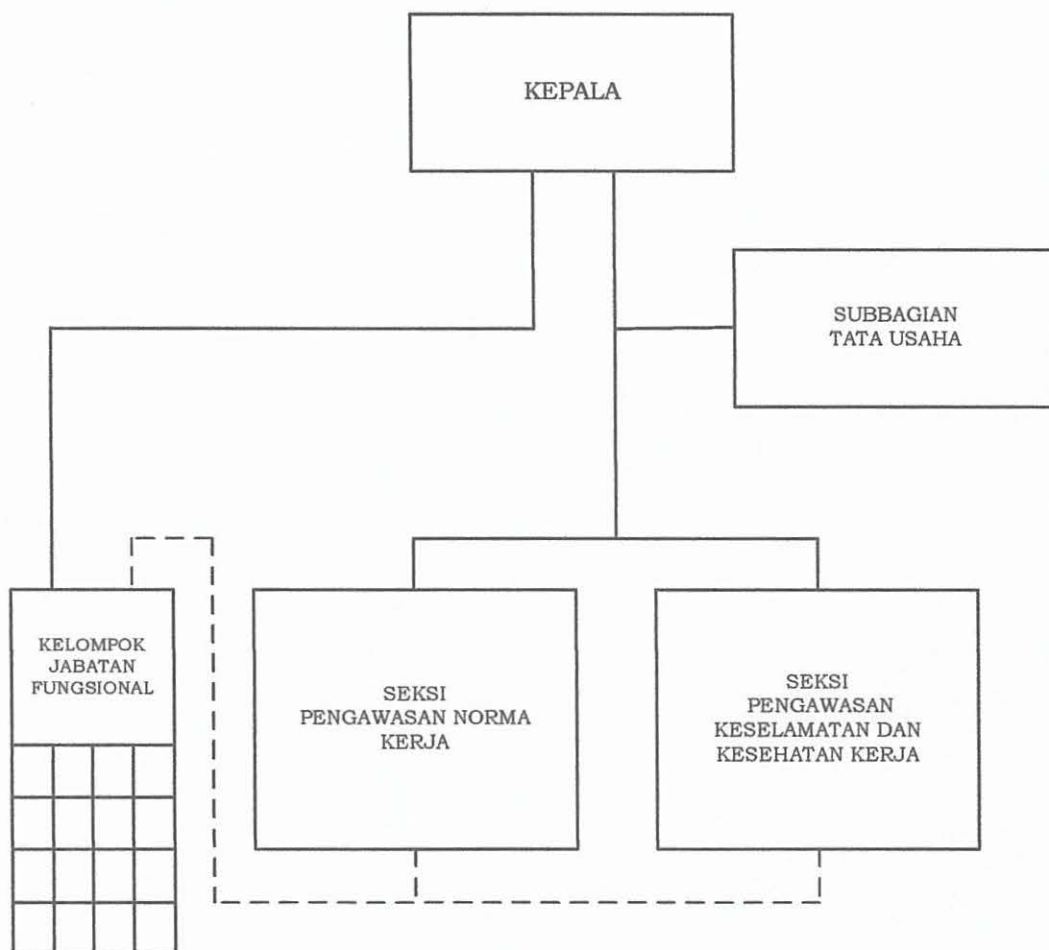 KEPALA
SUBBAGIAN
TATA USAHA
KELOMPOK
JABATAN
FUNGSIONAL
SEKSI
PENGAWASAN NORMA
KERJA
SEKSI
PENGAWASAN
KESELAMATAN DAN
KESEHATAN KERJA